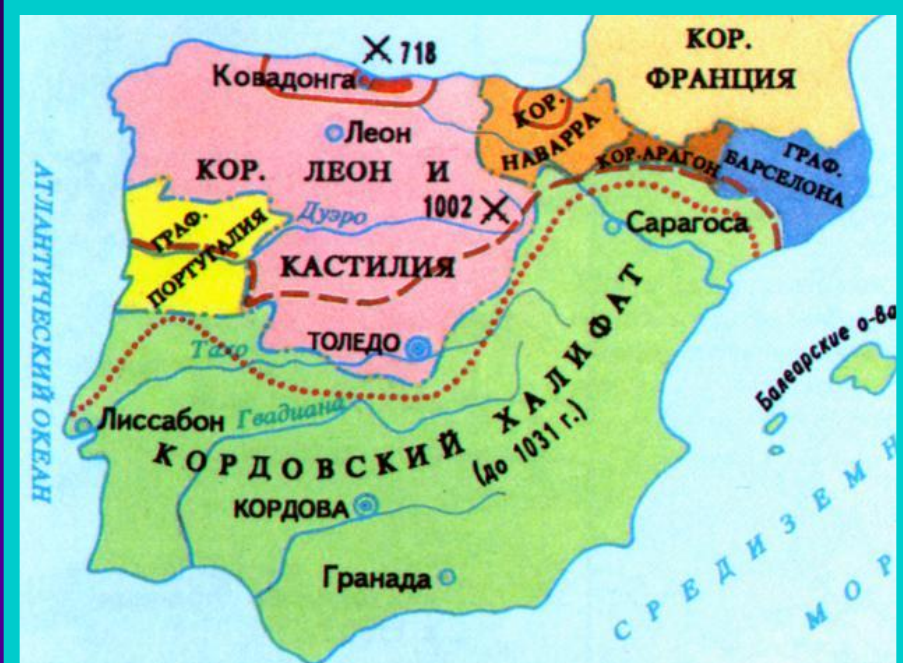 718
Ковадонга
КОР.
ФРАНЦИЯ
Леон
КОР. ЛЕОН И
КОР.
НАВАРРА
КОР.АРАГОН
ГРАФ.
БАРСЕЛОНА
1002
ГРАФ.
ПОРТУГАЛИЯ
Дуэро
Сарагоса
КАСТИЛИЯ
ТОЛЕДО
Тахо
Балеарские о-ва
Лиссабон
Гвадиана
КОРДОВСКИЙ ХАЛИФАТ
(до 1031 г.)
КОРДОВА
Гранада
АТЛАНТИЧЕСКИЙ ОКЕАН
СРЕДИЗЕМН
МОР